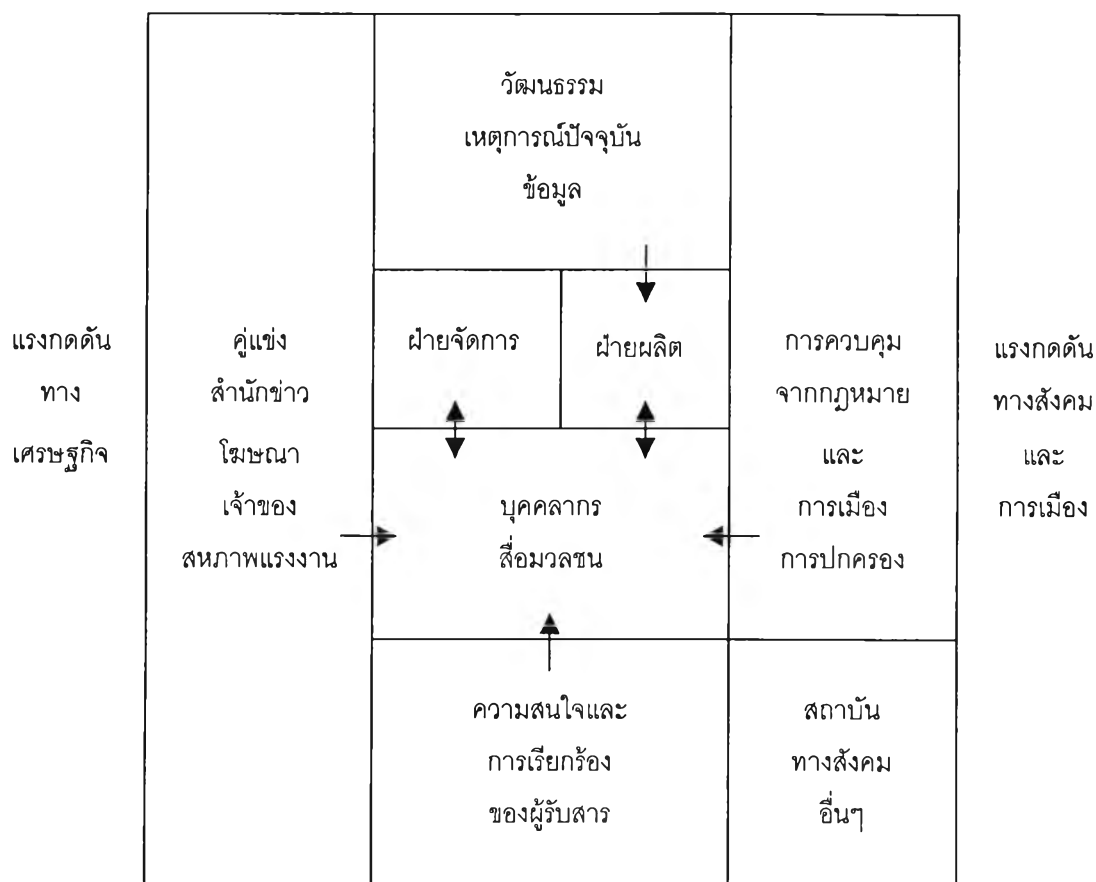 วัฒนธรรม
เหตุการณ์ปัจจุบัน
ข้อมูล
แรงกดดัน
ทาง
เศรษฐกิจ
คู่แข่ง
สำนักข่าว
โฆษณา
เจ้าของ
สหภาพแรงงาน
ฝ่ายจัดการ
ฝ่ายผลิต
บุคคลากร
สื่อมวลชน
การควบคุม
จากกฎหมาย
และ
การเมือง
การปกครอง
แรงกดดัน
ทางสังคม
และ
การเมือง
ความสนใจและ
การเรียกร้อง
ของผู้รับสาร
สถาบัน
ทางสังคม
อื่นๆ